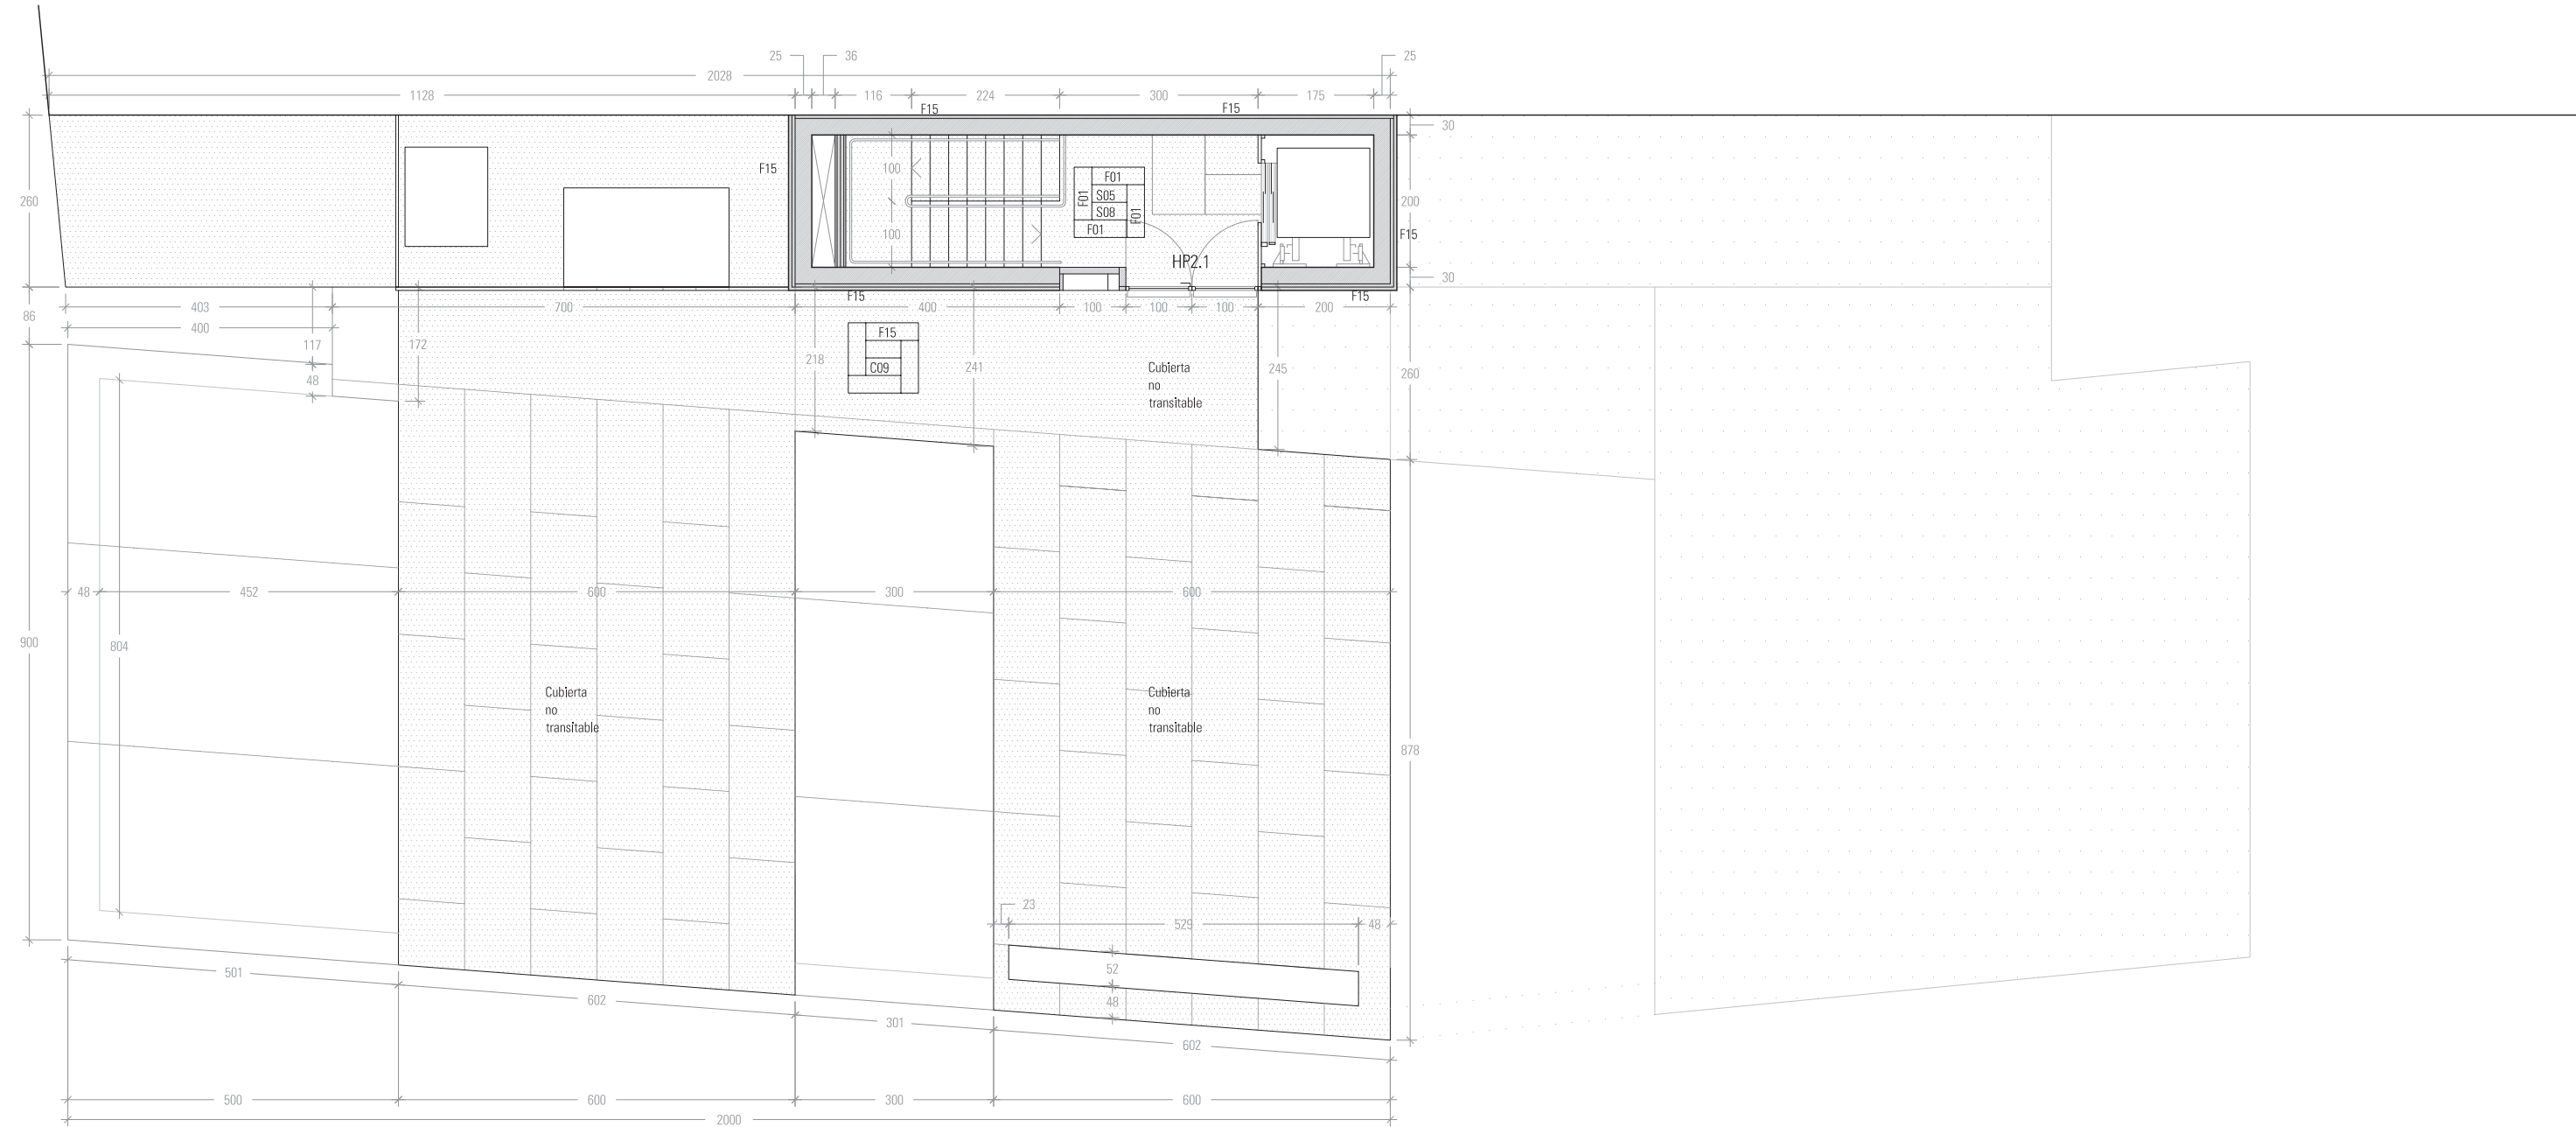 25
36
25
2028
1128
116
224
300
175
F15
F15
30
100
F15
F01
F01
S05
260
200
S08
F01
F01
100
F15
HP2.1
30
F15
F15
403
700
400
100
100
100
200
86
400
F15
117
172
218
241
Cubierta
no
transitable
C09
245
260
48
48
452
600
300
600
900
804
Cubierta
no
transitable
Cubierta
no
transitable
878
23
529
48
52
48
501
602
301
602
500
600
300
600
2000